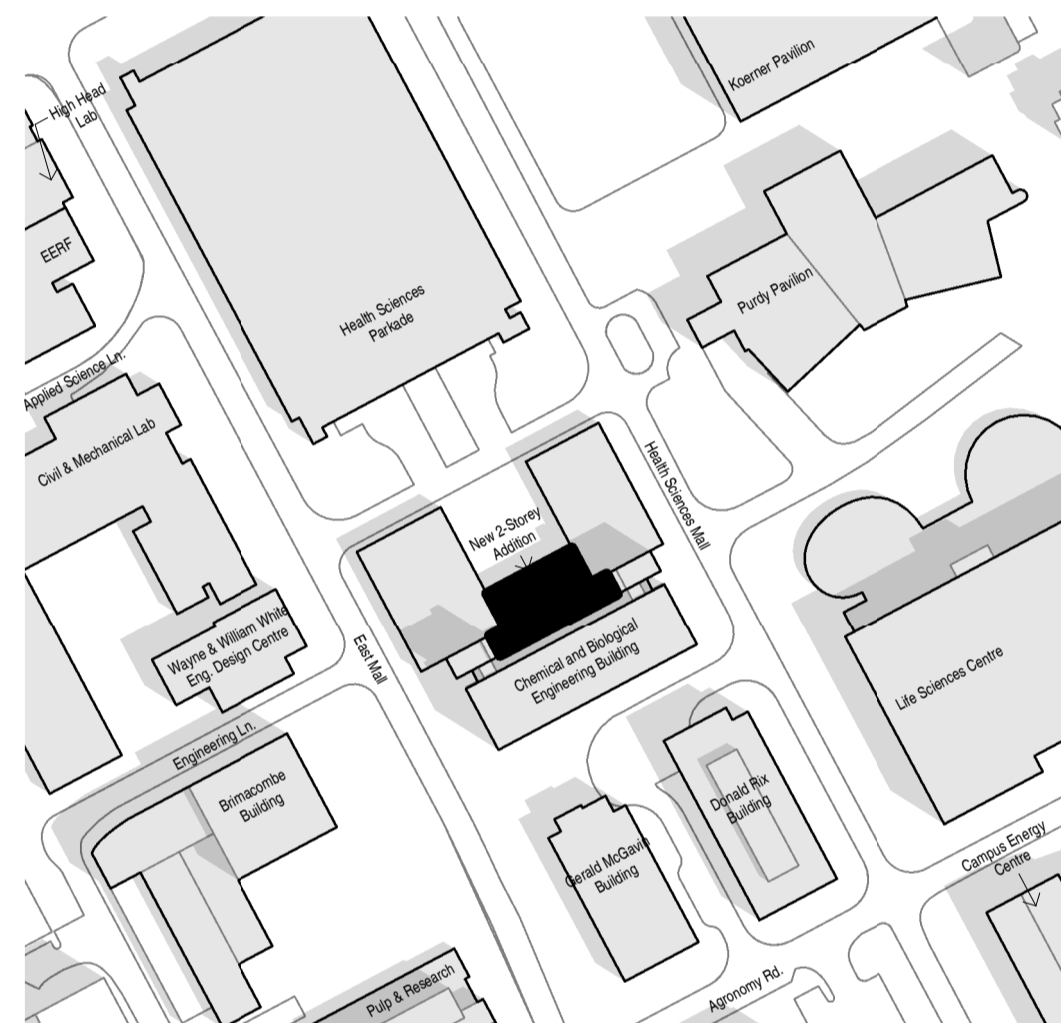 Koerner Pavilion
High Head
Lab
EERF
Purdy Pavilion
Health Sciences
Parkade
Applied Science Ln.
Civil & Mechanical Lab
Health Sciences Mall
New 2-Storey
Addition
Wayne & William White
Eng. Design Centre
East Mall
Chemical and Biological
Engineering Building
Life Sciences Centre
Engineering Ln.
Brimacombe
Building
Donald Rix
Building
Gerald McGavin
Building
Campus Energy
Centre
Pulp & Research
Agronomy Rd.